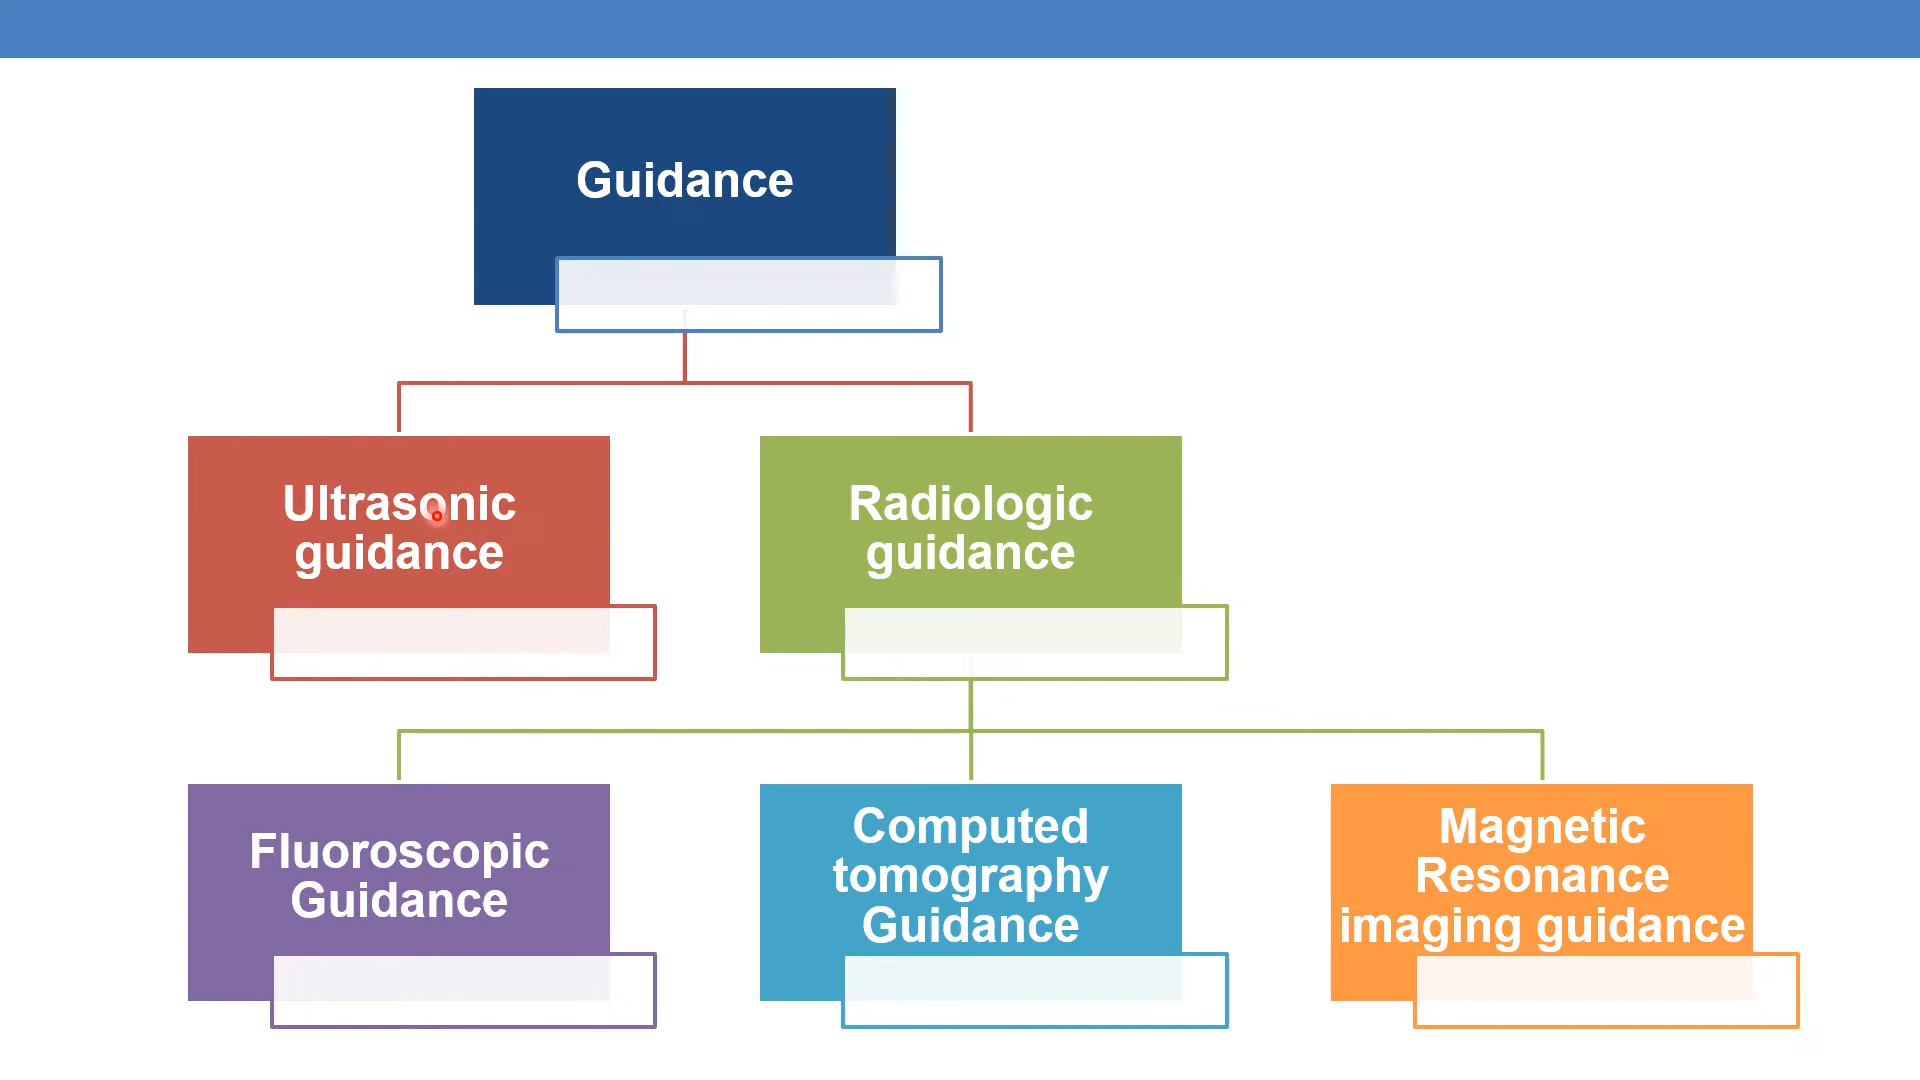 Guidance
Ultrasonic
guidance
Radiologic
guidance
Fluoroscopic
Guidance
Computed
tomography
Guidance
Magnetic
Resonance
imaging guidance